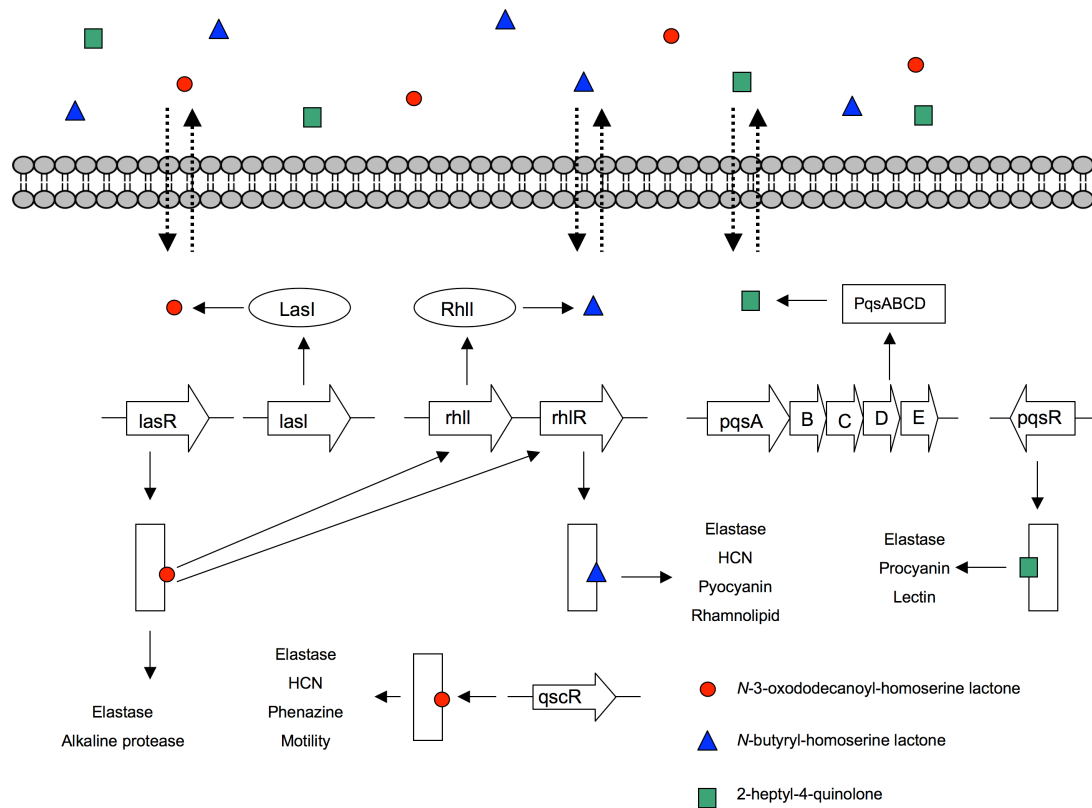 LasI
RhlI
PqsABCD
lasR
lasI
rhlI
rhlR
pqsA
B
C
D
E
pqsR
Elastase
HCN
Pyocyanin
Rhamnolipid
Elastase
Procyanin
Lectin
Elastase
HCN
Phenazine
Motility
qscR
Elastase
Alkaline protease
N-3-oxododecanoyl-homoserine lactone
N-butyryl-homoserine lactone
2-heptyl-4-quinolone